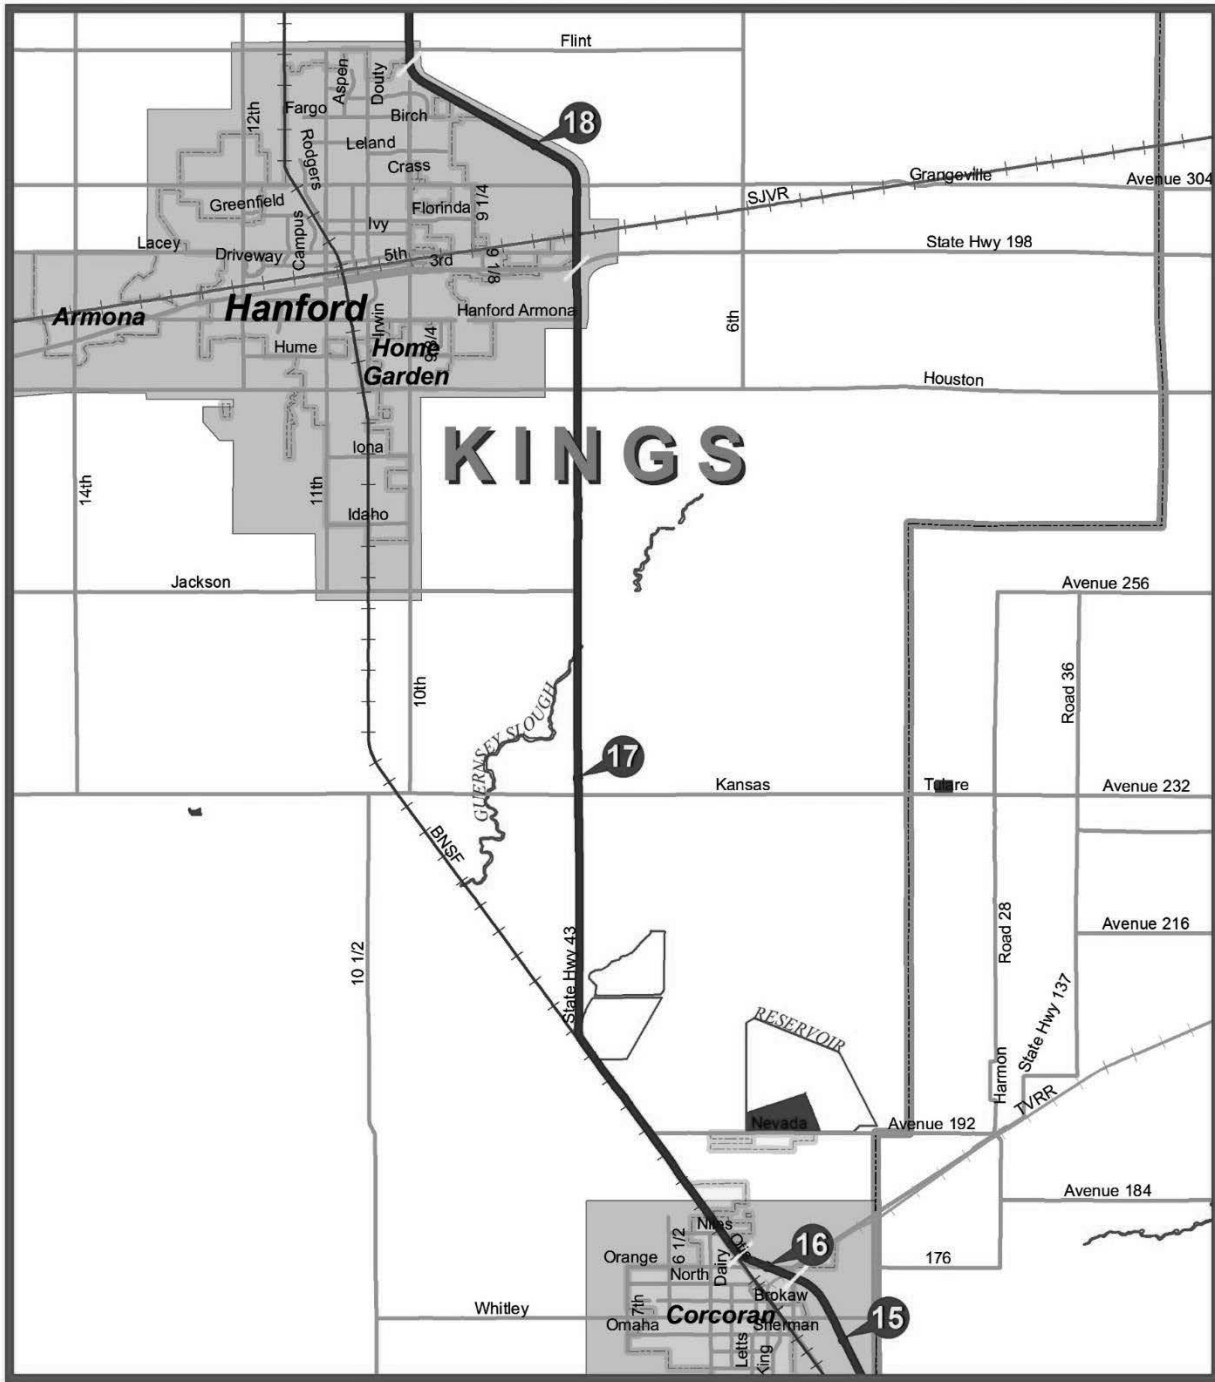 Flint
Aspen
Douty
12th
Fargo
Birch
18
Leland
Rodgers
Crass
Grangeville
Avenue 304
SJVR
Greenfield
Florinda
9 1/4
Campus
Ivy
Lacey
Driveway
5th
3rd
9 1/8
State Hwy 198
Armona
Hanford
Irwin
Hanford Armona
6th
Hume
Home
Garden
Houston
KINGS
Iona
14th
11th
Idaho
Jackson
Avenue 256
10th
Road 36
GUERNSEY SLOUGH
17
Kansas
Tulare
Avenue 232
BNSF
10 1/2
State Hwy 43
Road 28
Avenue 216
RESERVOIR
State Hwy 137
Harmon
TVRR
Nevada
Avenue 192
Avenue 184
Niles
Otis
6 1/2
Orange
North
Dairy
16
176
Brokaw
Whitley
7th
Corcoran
Omaha
Sherman
15
Letts
King